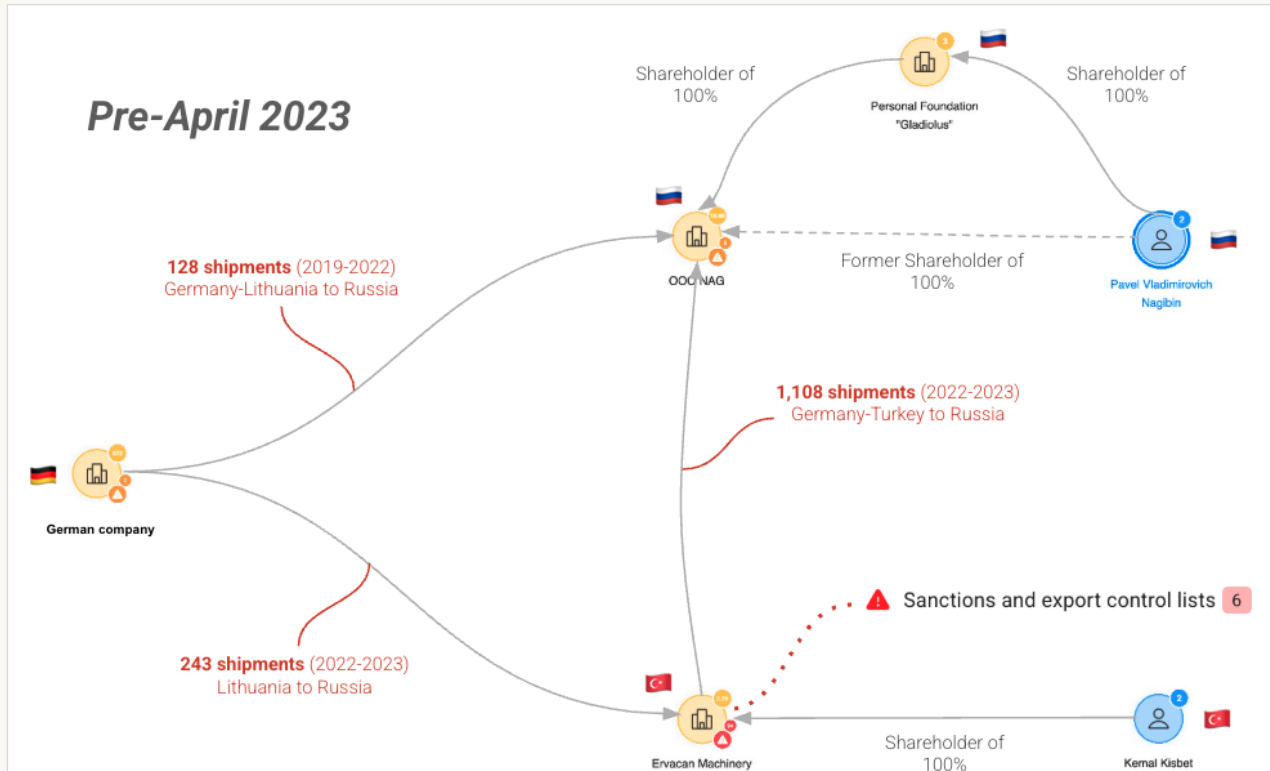 Pre-April 2023
Shareholder of
100%
Personal Foundation
"Gladiolus"
Shareholder of
100%
OOO NAG
Former Shareholder of
100%
Pavel Vladimirovich
Nagibin
128 shipments (2019-2022)
Germany-Lithuania to Russia
1,108 shipments (2022-2023)
Germany-Turkey to Russia
German company
Sanctions and export control lists 6
243 shipments (2022-2023)
Lithuania to Russia
Ervacan Machinery
Shareholder of
100%
2
Kemal Kisbet
3
2